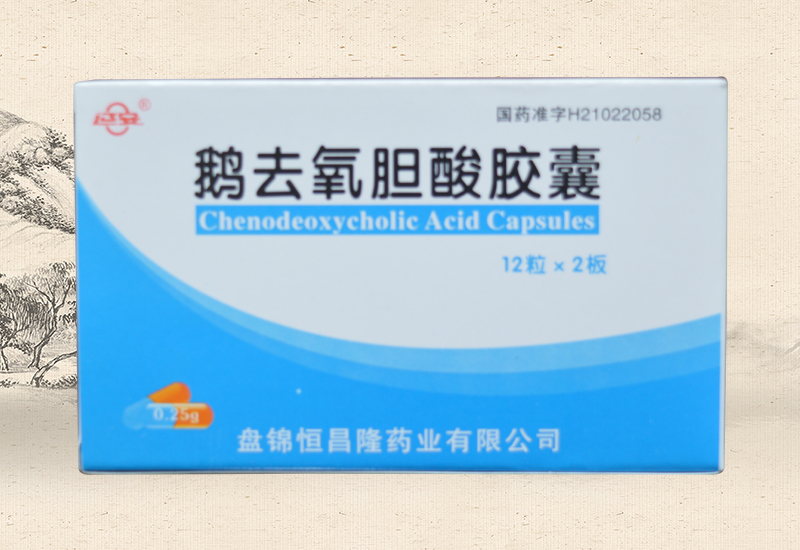 国药准字H21022058
鹅去氧胆酸胶囊
Chenodeoxycholic Acid Capsules
12粒 × 2板
0.25g
盘锦恒昌隆药业有限公司